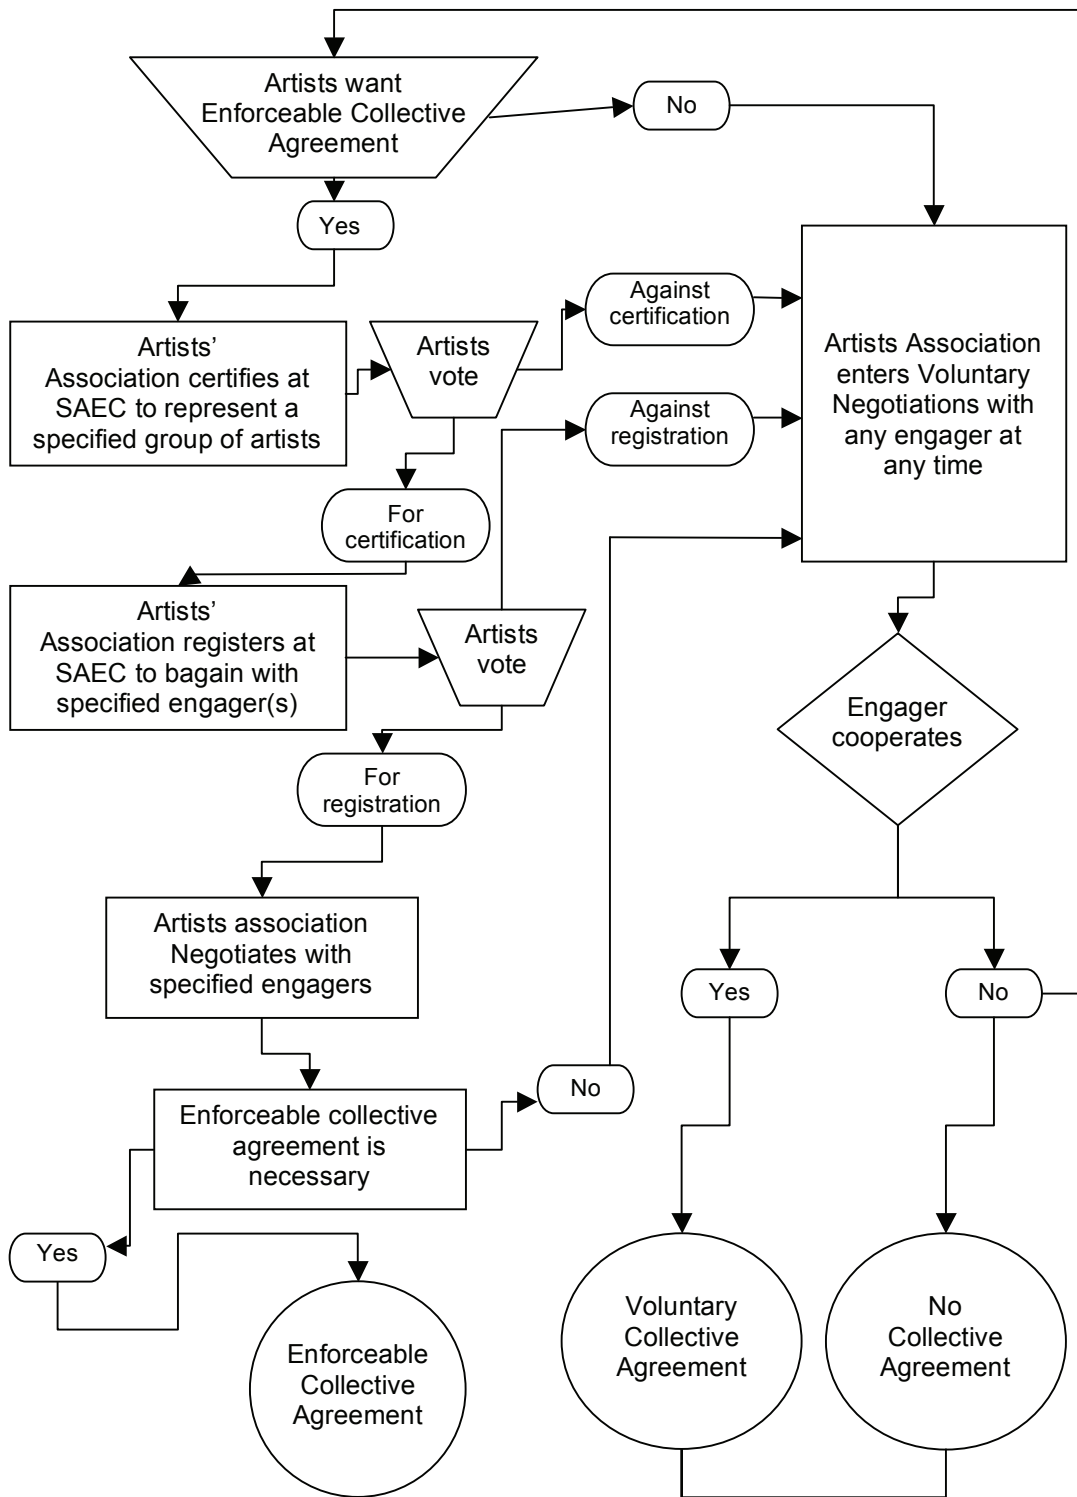 Artists want
Enforceable Collective
Agreement
No
Yes
Against
certification
Artists’
Association certifies at
SAEC to represent a
specified group of artists
Artists
vote
Against
registration
Artists Association
enters Voluntary
Negotiations with
any engager at
any time
For
certification
Artists’
Association registers at
SAEC to bagain with
specified engager(s)
Artists
vote
Engager
cooperates
For
registration
Artists association
Negotiates with
specified engagers
Yes
No
No
Enforceable collective
agreement is
necessary
Yes
Enforceable
Collective
Agreement
Voluntary
Collective
Agreement
No
Collective
Agreement